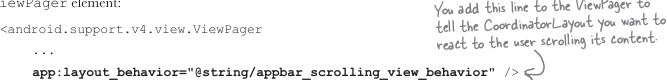 iewPager element:
<android.support.v4.view.ViewPager
...
app:layout_behavior="@string/appbar_scrolling_view_behavior" />
You add this line to the ViewPager to
tell the CoordinatorLayout you want to
react to the user scrolling its content.